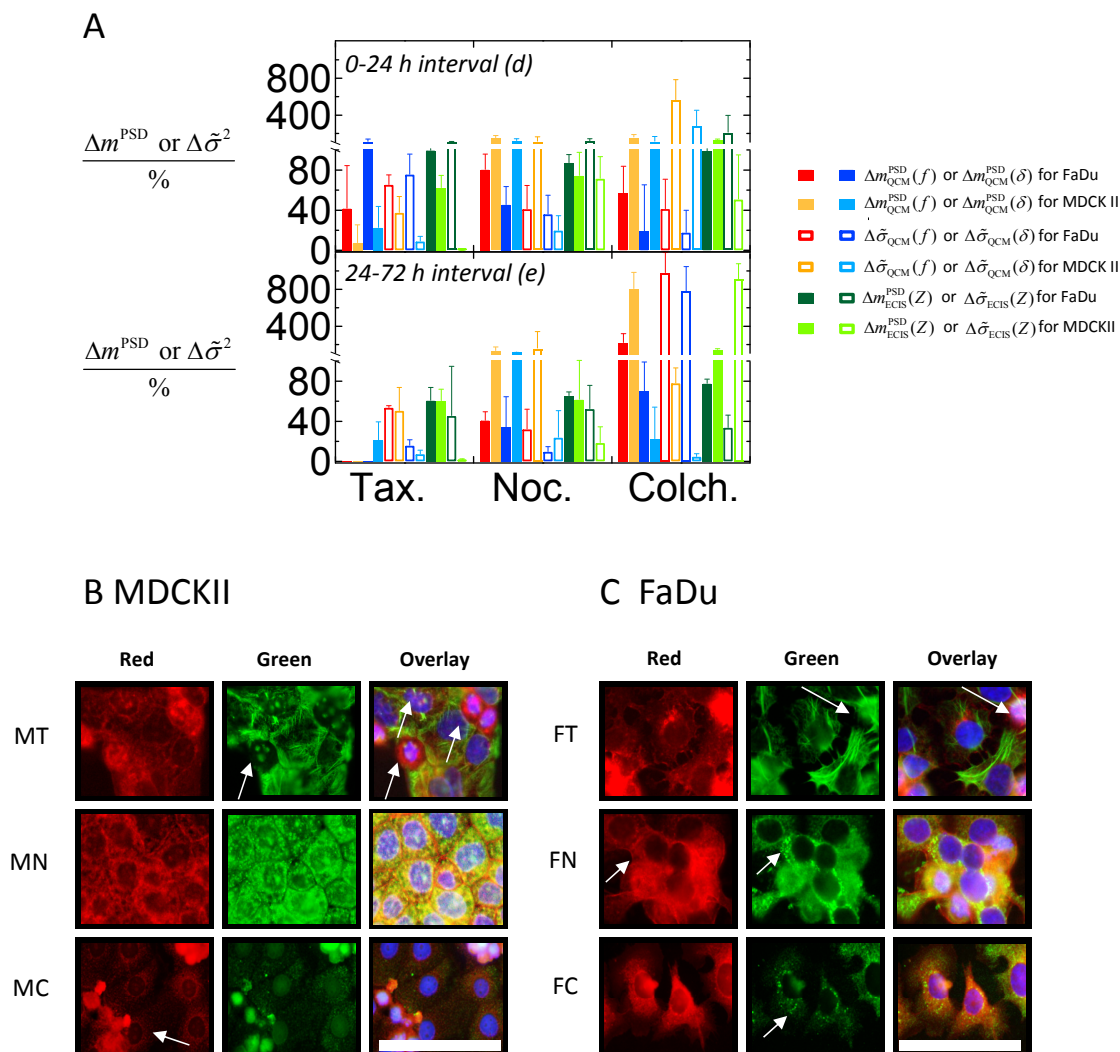 A
0-24 h interval (d)
800
400
80
40
0
Δm^PSD or Δσ̃²
%
24-72 h interval (e)
800
400
80
40
0
Δm^PSD or Δσ̃²
%
Tax. Noc. Colch.
Δm^PSD_QCM(f) or Δm^PSD_QCM(δ) for FaDu
Δm^PSD_QCM(f) or Δm^PSD_QCM(δ) for MDCK II
Δσ̃_QCM(f) or Δσ̃_QCM(δ) for FaDu
Δσ̃_QCM(f) or Δσ̃_QCM(δ) for MDCK II
Δm^PSD_ECIS(Z) or Δσ̃_ECIS(Z) for FaDu
Δm^PSD_ECIS(Z) or Δσ̃_ECIS(Z) for MDCKII
B MDCKII
Red Green Overlay
MT
MN
MC
C FaDu
Red Green Overlay
FT
FN
FC